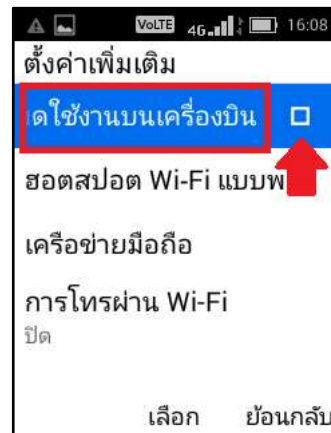 VoLTE 4G 16:08
ตั้งค่าเพิ่มเติม
ดใช้งานบนเครื่องบิน
ฮอตสปอต Wi-Fi แบบพ
เครือข่ายมือถือ
การโทรผ่าน Wi-Fi
ปิด
เลือก ย้อนกลับ